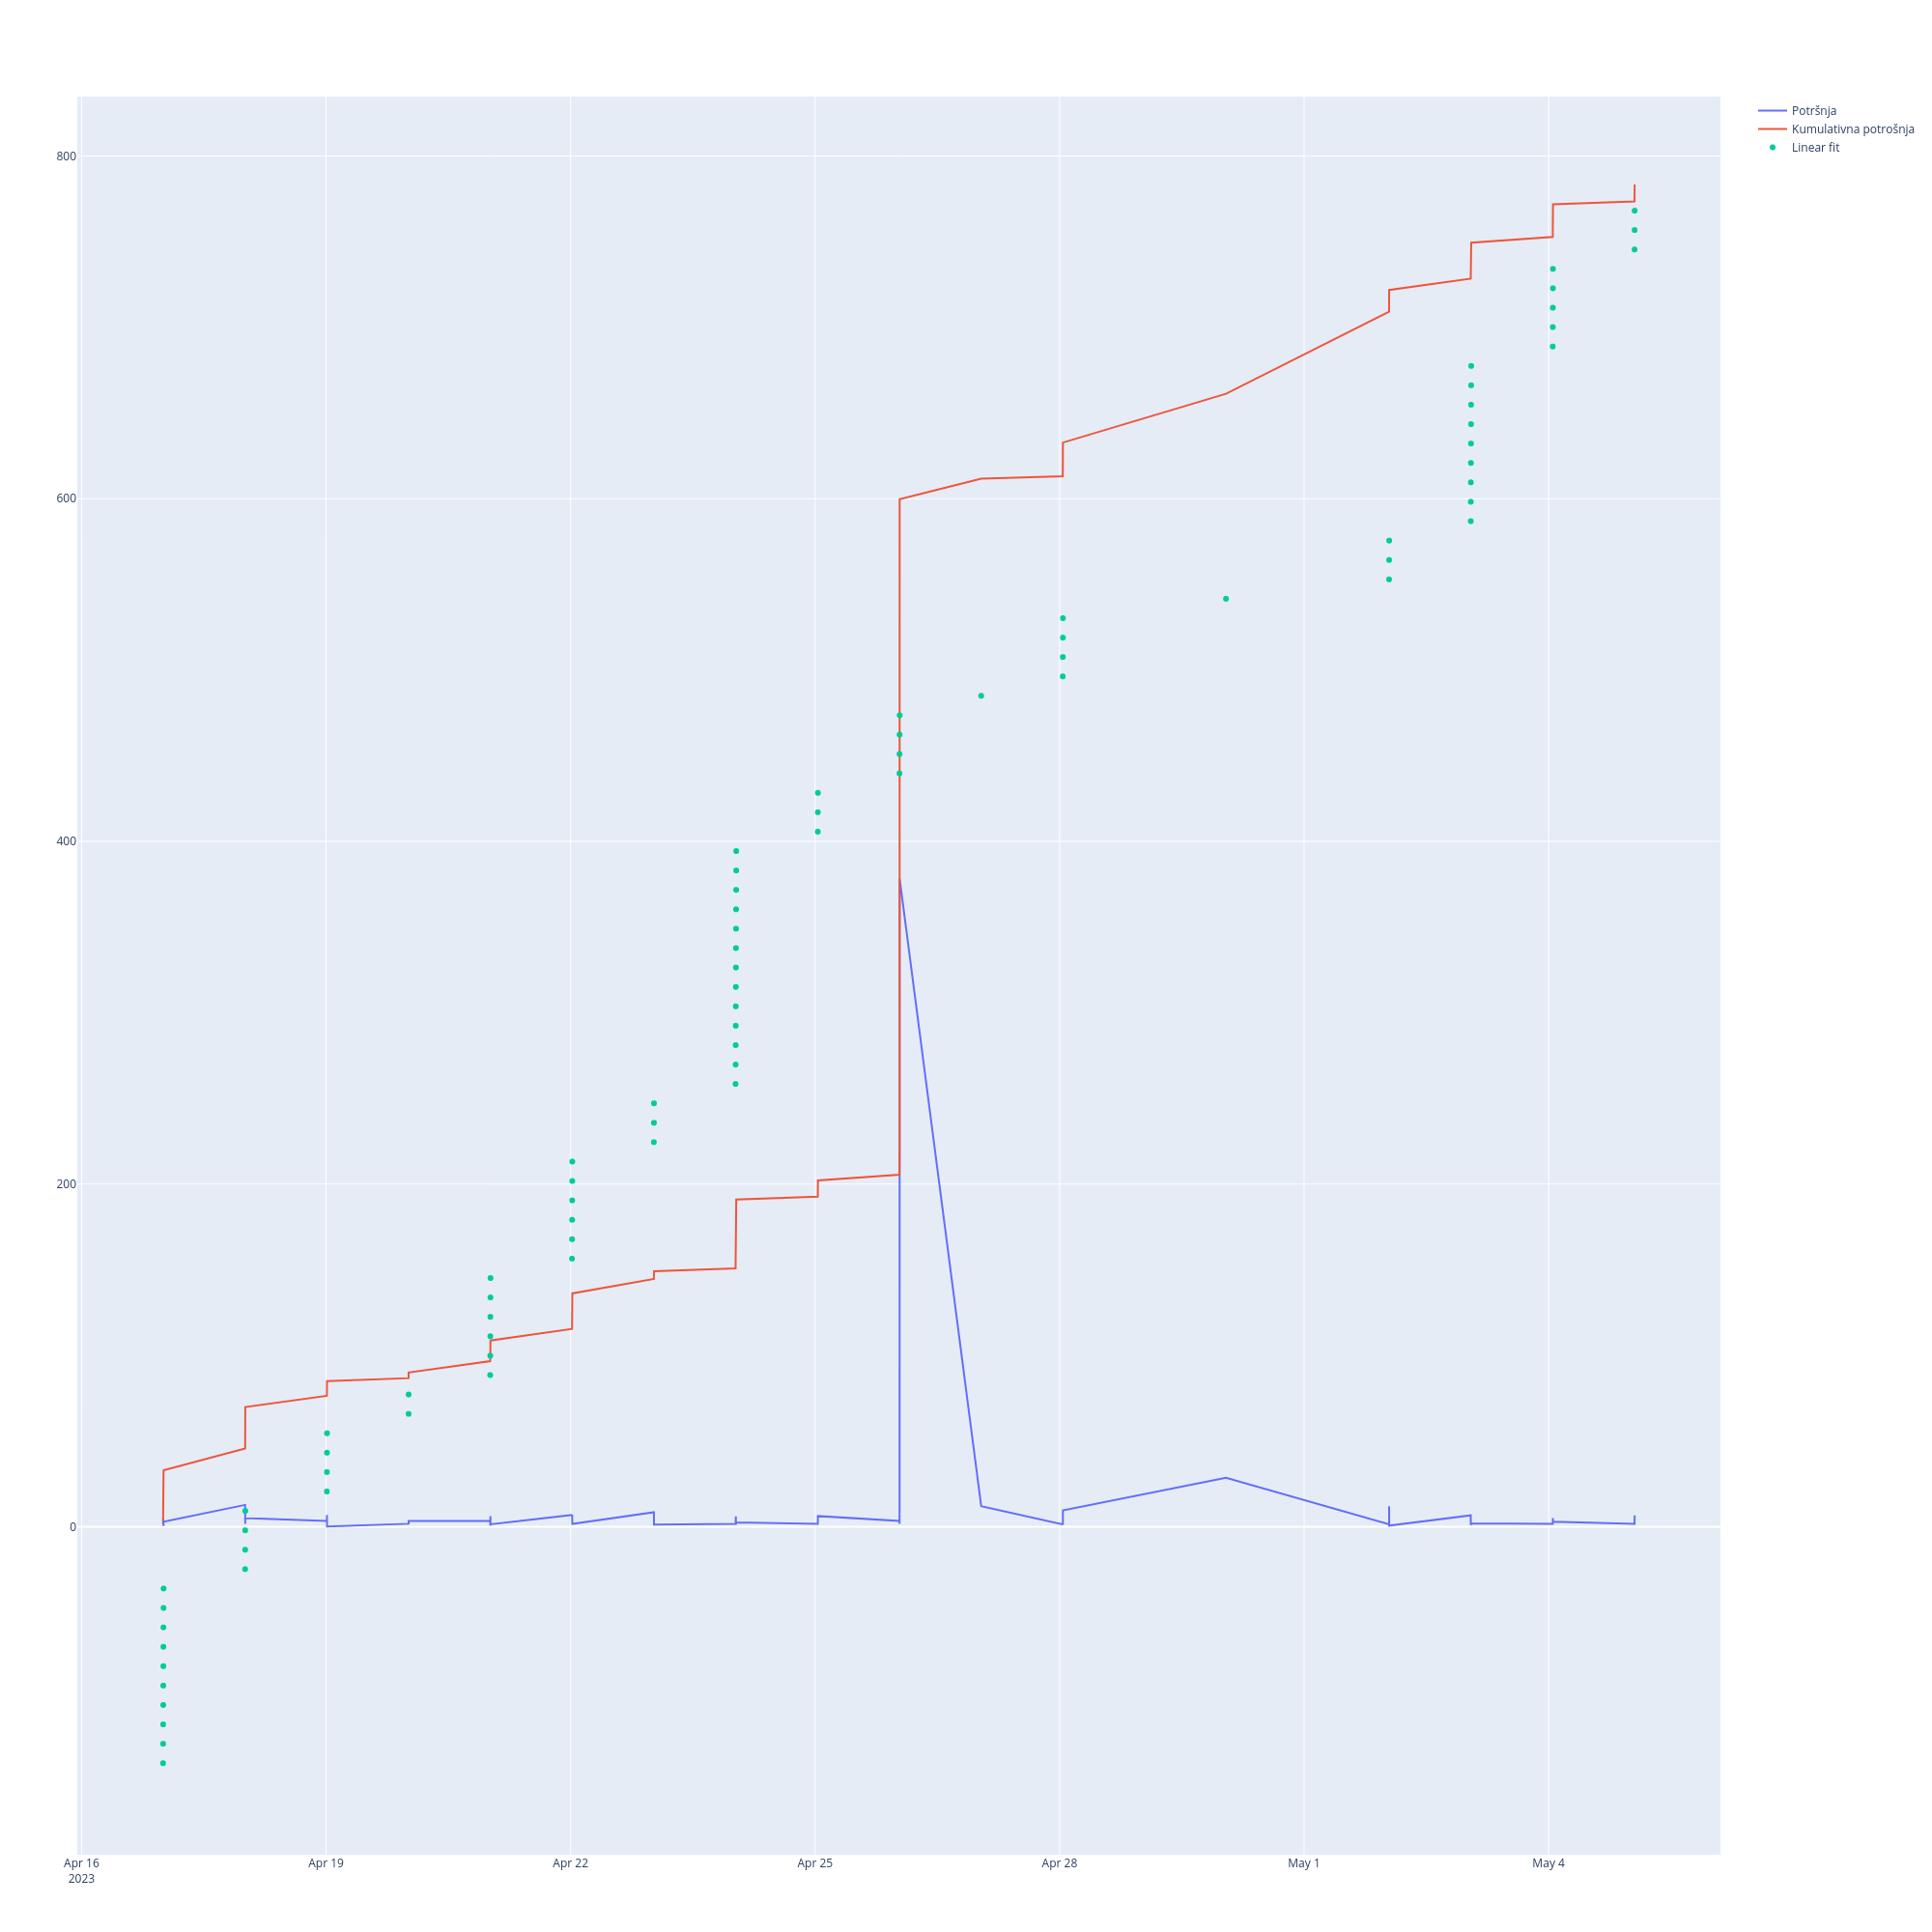 Potršnja
Kumulativna potrošnja
Linear fit
800
600
400
200
0
Apr 16
2023
Apr 19
Apr 22
Apr 25
Apr 28
May 1
May 4